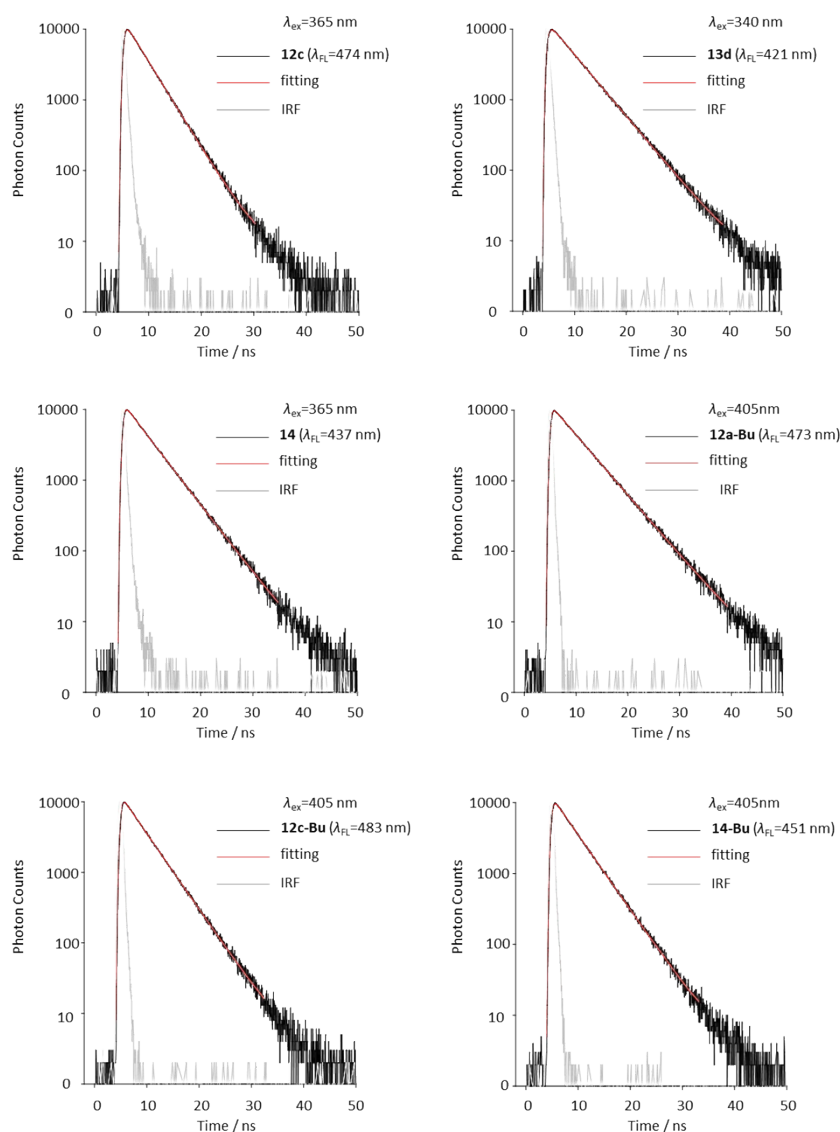 λex=365 nm
12c (λFL=474 nm)
fitting
IRF
10000
1000
100
10
0
Photon Counts
0 10 20 30 40 50
Time / ns
λex=340 nm
13d (λFL=421 nm)
fitting
IRF
10000
1000
100
10
0
Photon Counts
0 10 20 30 40 50
Time / ns
λex=365 nm
14 (λFL=437 nm)
fitting
IRF
10000
1000
100
10
0
Photon Counts
0 10 20 30 40 50
Time / ns
λex=405nm
12a-Bu (λFL=473 nm)
fitting
IRF
10000
1000
100
10
0
Photon Counts
0 10 20 30 40 50
Time / ns
λex=405 nm
12c-Bu (λFL=483 nm)
fitting
IRF
10000
1000
100
10
0
Photon Counts
0 10 20 30 40 50
Time / ns
λex=405nm
14-Bu (λFL=451 nm)
fitting
IRF
10000
1000
100
10
0
Photon Counts
0 10 20 30 40 50
Time / ns